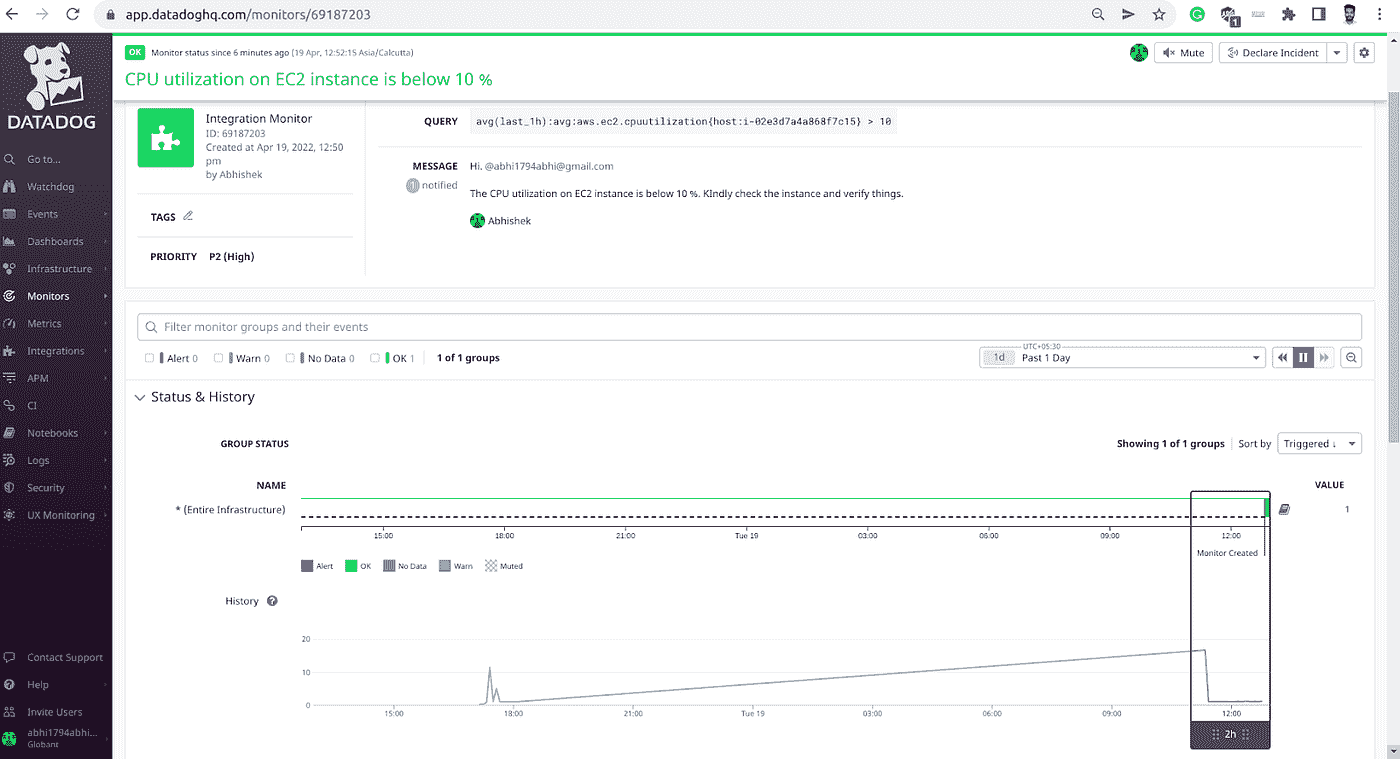 app.datadoghq.com/monitors/69187203
1
DATADOG
Go to...
Watchdog
Events
Dashboards
Infrastructure
Monitors
Metrics
Integrations
APM
CI
Notebooks
Logs
Security
UX Monitoring
Contact Support
Help
Invite Users
abhi1794abhi...
Globant
OK Monitor status since 6 minutes ago (19 Apr, 12:52:15 Asia/Calcutta)
Mute Declare Incident
CPU utilization on EC2 instance is below 10 %
Integration Monitor
ID: 69187203
Created at Apr 19, 2022, 12:50
pm
by Abhishek
TAGS
PRIORITY P2 (High)
QUERY avg(last_1h):avg:aws.ec2.cpuutilization{host:i-02e3d7a4a868f7c15} > 10
MESSAGE Hi, @abhi1794abhi@gmail.com
1 notified
The CPU utilization on EC2 instance is below 10 %. KIndly check the instance and verify things.
Abhishek
Filter monitor groups and their events
Alert 0 Warn 0 No Data 0 OK 1 1 of 1 groups
UTC+05:30
1d Past 1 Day
Status & History
GROUP STATUS Showing 1 of 1 groups Sort by Triggered ↓
NAME VALUE
* (Entire Infrastructure) 1
15:00 18:00 21:00 Tue 19 03:00 06:00 09:00 12:00
Monitor Created
Alert OK No Data Warn Muted
History ?
20
10
0
15:00 18:00 21:00 Tue 19 03:00 06:00 09:00 12:00
2h